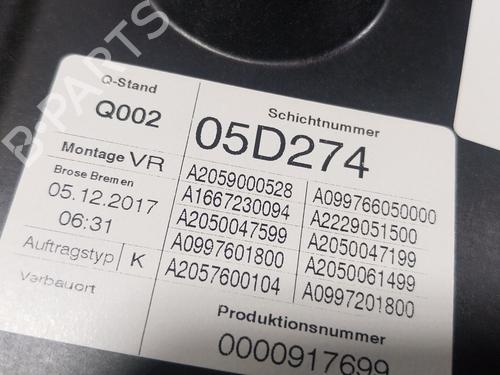 Q-Stand
Q002
Schichtnummer
05D274
Montage VR
Brose Bremen
05.12.2017
06:31
Auftragstyp K
Verbauort
A2059000528 A099766050000
A1667230094 A2229051500
A2050047599 A2050047199
A0997601800 A2050061499
A2057600104 A0997201800
Produktionsnummer
0000917699
B-PARTS